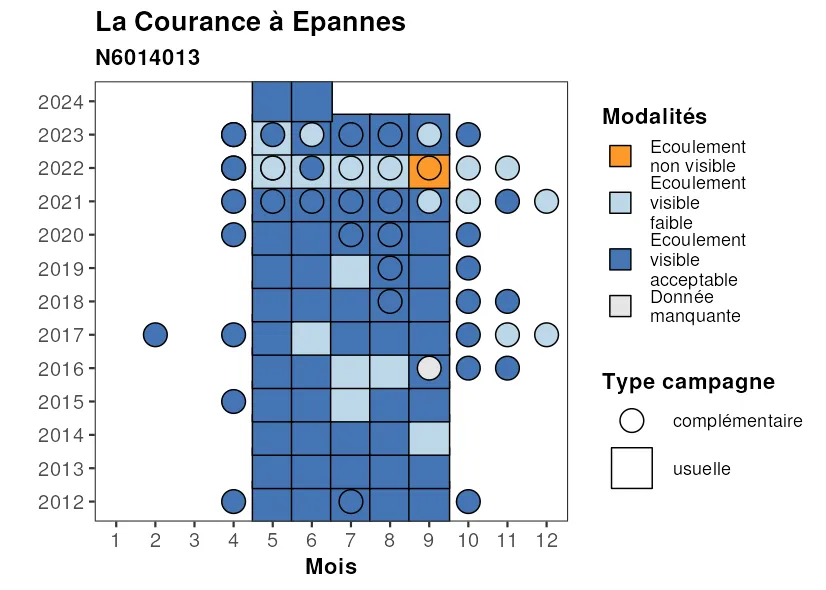 La Courance à Epannes
N6014013
2024
2023
2022
2021
2020
2019
2018
2017
2016
2015
2014
2013
2012
1 2 3 4 5 6 7 8 9 10 11 12
Mois
Modalités
Ecoulement
non visible
Ecoulement
visible
faible
Ecoulement
visible
acceptable
Donnée
manquante
Type campagne
complémentaire
usuelle